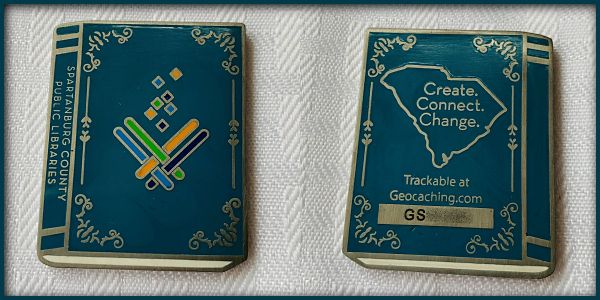 SPARTANBURG COUNTY
PUBLIC LIBRARIES
Create.
Connect.
Change.
Trackable at
Geocaching.com
GS